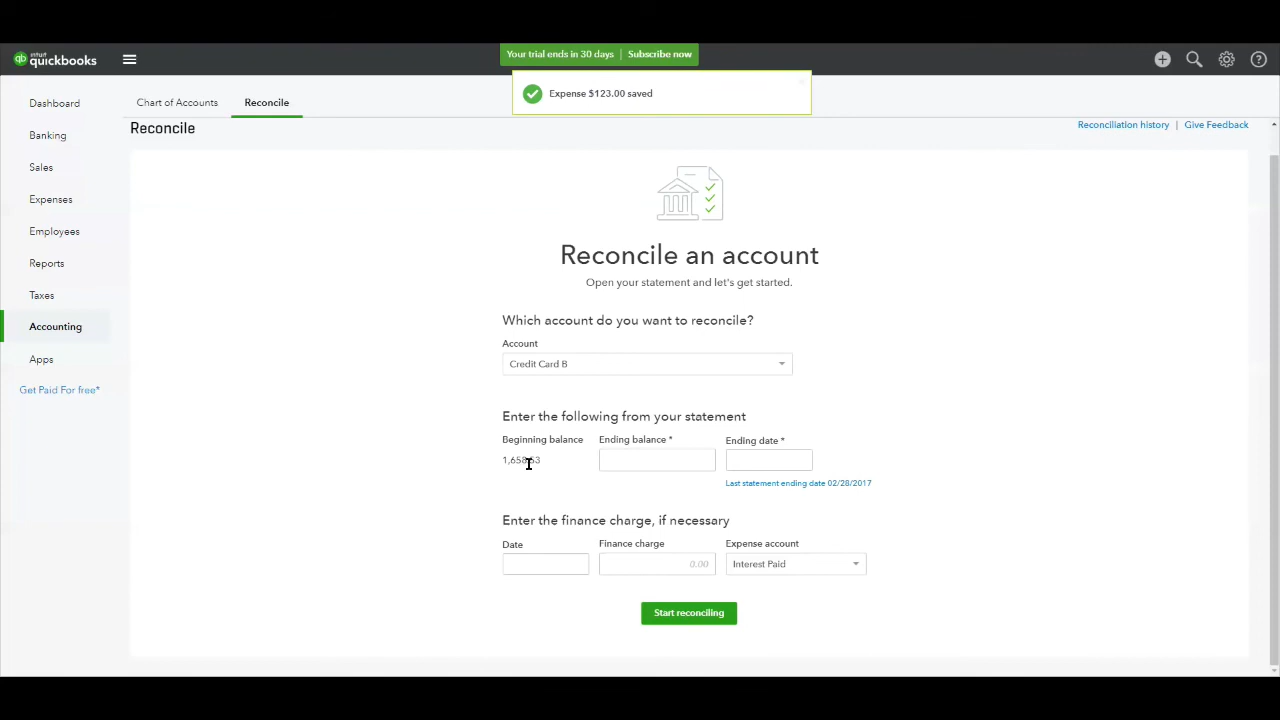 intuit
quickbooks
Your trial ends in 30 days | Subscribe now
Expense $123.00 saved
Dashboard
Banking
Sales
Expenses
Employees
Reports
Taxes
Accounting
Apps
Get Paid For free*
Chart of Accounts
Reconcile
Reconcile
Reconciliation history | Give Feedback
Reconcile an account
Open your statement and let's get started.
Which account do you want to reconcile?
Account
Credit Card B
Enter the following from your statement
Beginning balance
Ending balance *
Ending date *
Last statement ending date 02/28/2017
Enter the finance charge, if necessary
Date
Finance charge
Expense account
0.00
Interest Paid
Start reconciling